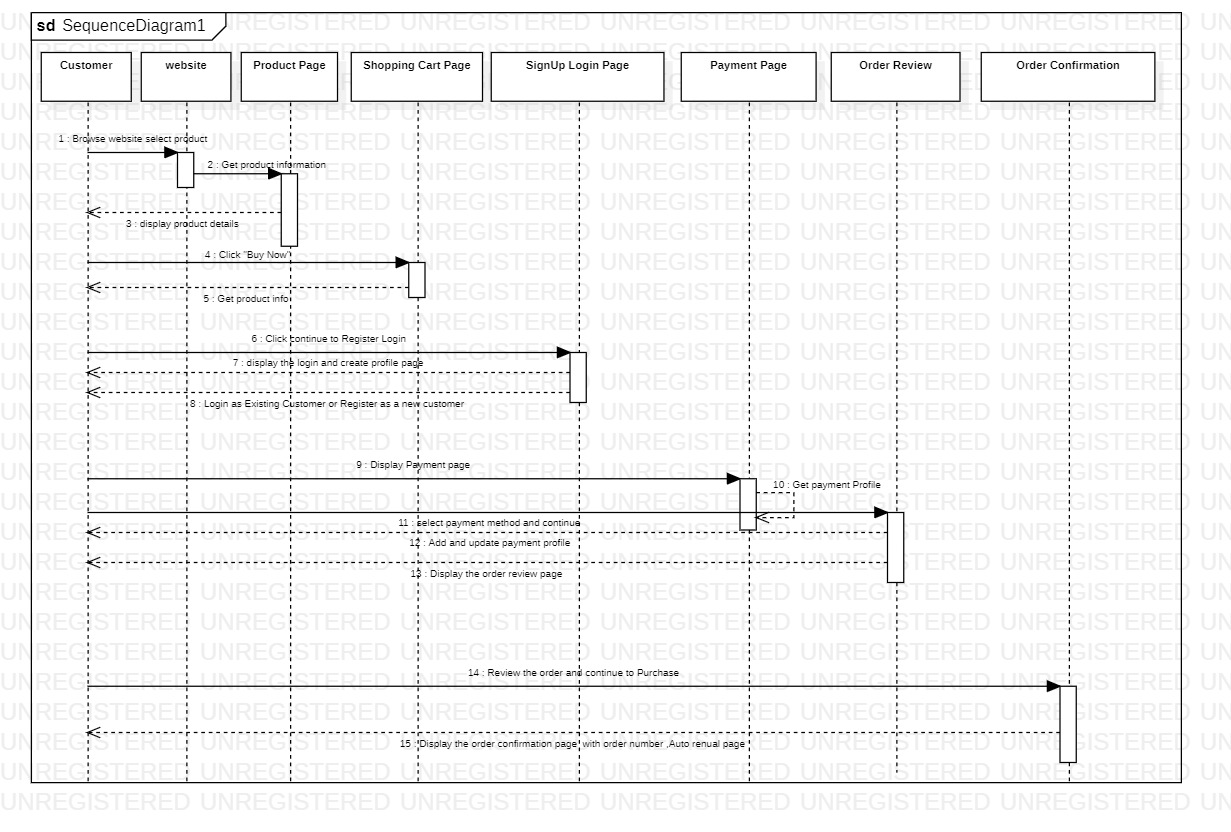 sd SequenceDiagram1
Customer website Product Page Shopping Cart Page SignUp Login Page Payment Page Order Review Order Confirmation
1 : Browse website select product
2 : Get product information
3 : display product details
4 : Click "Buy Now"
5 : Get product info
6 : Click continue to Register Login
7 : display the login and create profile page
8 : Login as Existing Customer or Register as a new customer
9 : Display Payment page
10 : Get payment Profile
11 : select payment method and continue
12 : Add and update payment profile
13 : Display the order review page
14 : Review the order and continue to Purchase
15 : 'Display the order confirmation page' with order number ,Auto renual page
UNREGISTERED UNREGISTERED UNREGISTERED UNREGISTERED UNREGISTERED UNREGISTERED